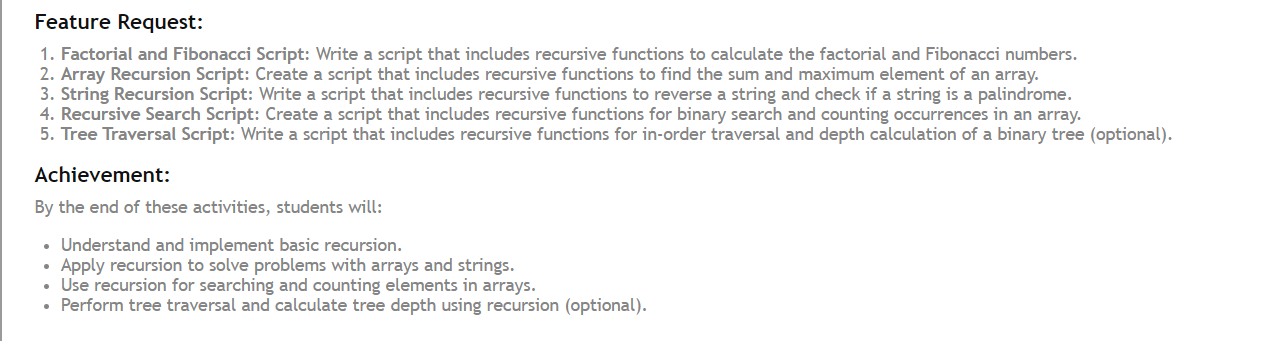 Feature Request:
1. Factorial and Fibonacci Script: Write a script that includes recursive functions to calculate the factorial and Fibonacci numbers.
2. Array Recursion Script: Create a script that includes recursive functions to find the sum and maximum element of an array.
3. String Recursion Script: Write a script that includes recursive functions to reverse a string and check if a string is a palindrome.
4. Recursive Search Script: Create a script that includes recursive functions for binary search and counting occurrences in an array.
5. Tree Traversal Script: Write a script that includes recursive functions for in-order traversal and depth calculation of a binary tree (optional).
Achievement:
By the end of these activities, students will:
• Understand and implement basic recursion.
• Apply recursion to solve problems with arrays and strings.
• Use recursion for searching and counting elements in arrays.
• Perform tree traversal and calculate tree depth using recursion (optional).